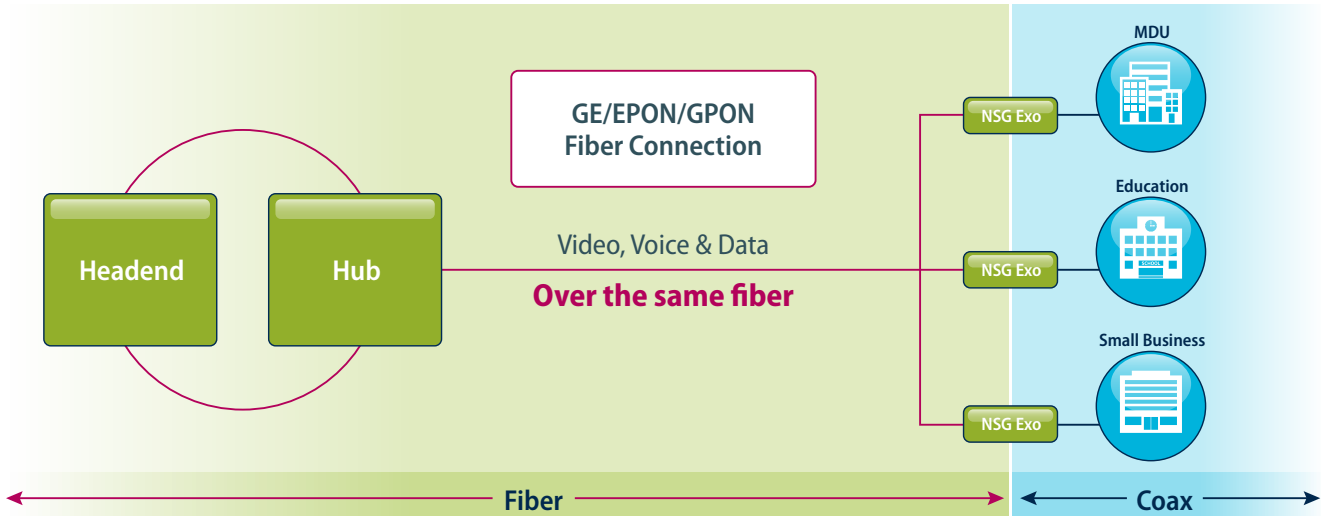 MDU
GE/EPON/GPON
Fiber Connection
NSG Exo
Education
Headend
Hub
Video, Voice & Data
Over the same fiber
NSG Exo
SCHOOL
Small Business
NSG Exo
Fiber
Coax